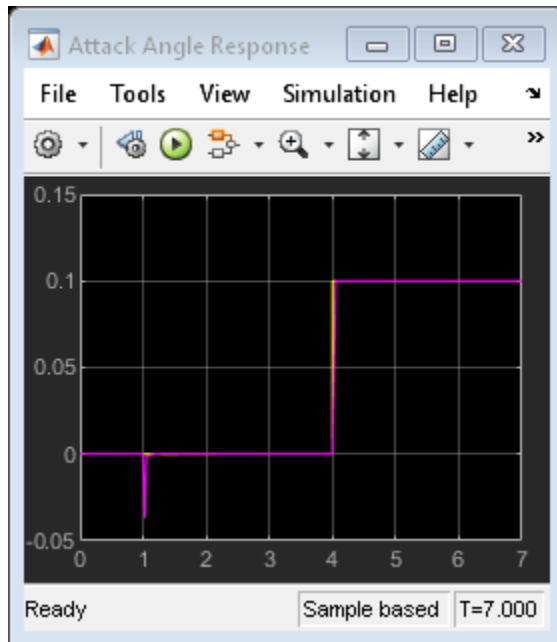 Attack Angle Response
File Tools View Simulation Help
»
0.15
0.1
0.05
0
-0.05
0 1 2 3 4 5 6 7
Ready Sample based T=7.000